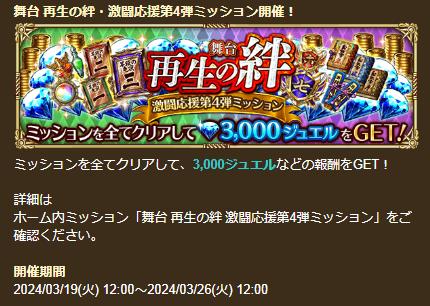 舞台 再生の絆・激闘応援第4弾ミッション開催！
舞台
再生の絆
激闘応援第4弾ミッション
ミッションを全てクリアして 3,000ジュエルをGET!
ミッションを全てクリアして、3,000ジュエルなどの報酬をGET！
詳細は
ホーム内ミッション「舞台 再生の絆 激闘応援第4弾ミッション」をご
確認ください。
開催期間
2024/03/19(火) 12:00～2024/03/26(火) 12:00